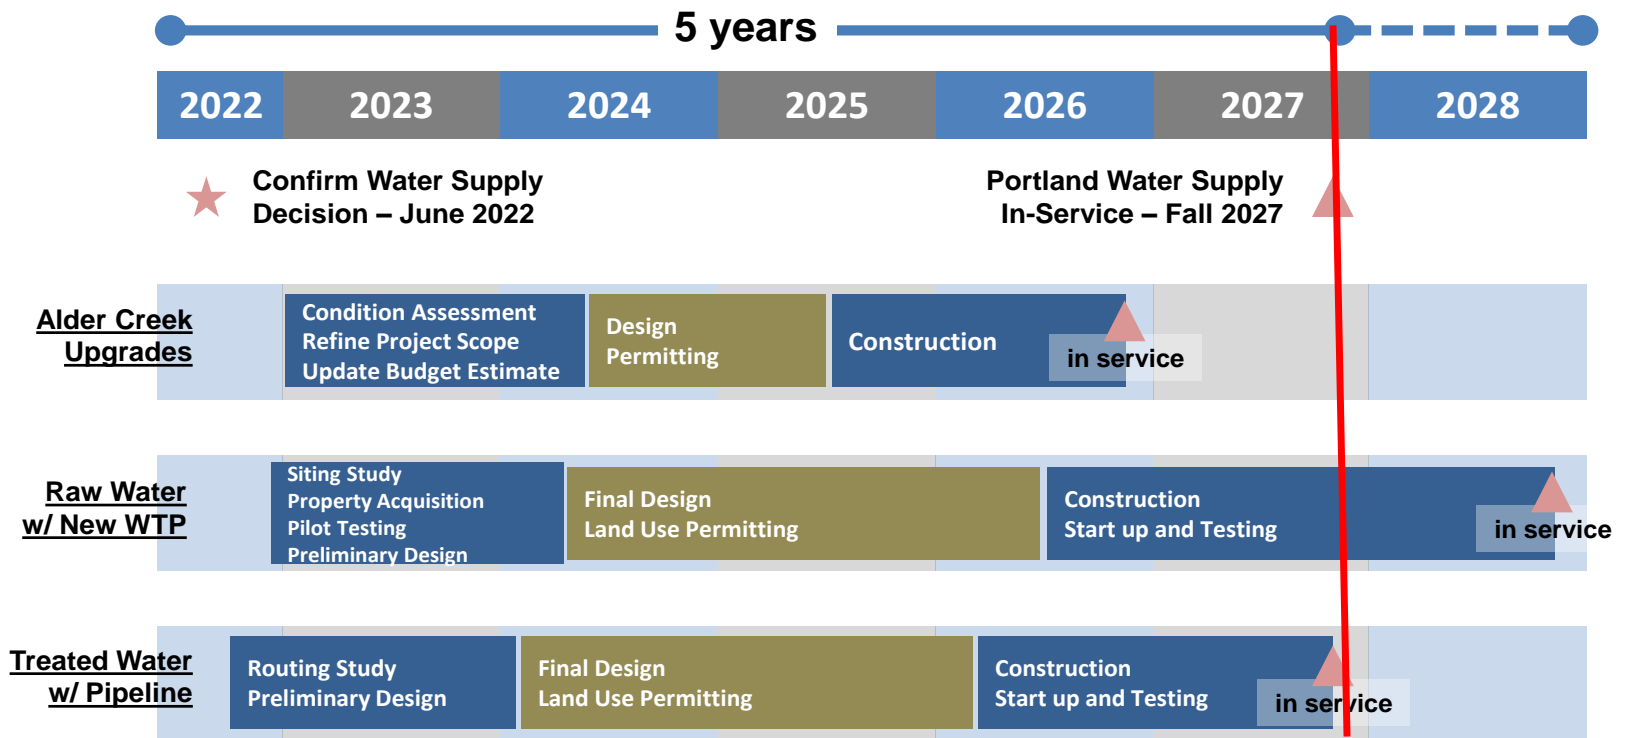 5 years
2022 2023 2024 2025 2026 2027 2028
Confirm Water Supply
Decision – June 2022
Portland Water Supply
In-Service – Fall 2027
Alder Creek
Upgrades
Condition Assessment
Refine Project Scope
Update Budget Estimate
Design
Permitting
Construction
in service
Raw Water
w/ New WTP
Siting Study
Property Acquisition
Pilot Testing
Preliminary Design
Final Design
Land Use Permitting
Construction
Start up and Testing
in service
Treated Water
w/ Pipeline
Routing Study
Preliminary Design
Final Design
Land Use Permitting
Construction
Start up and Testing
in service